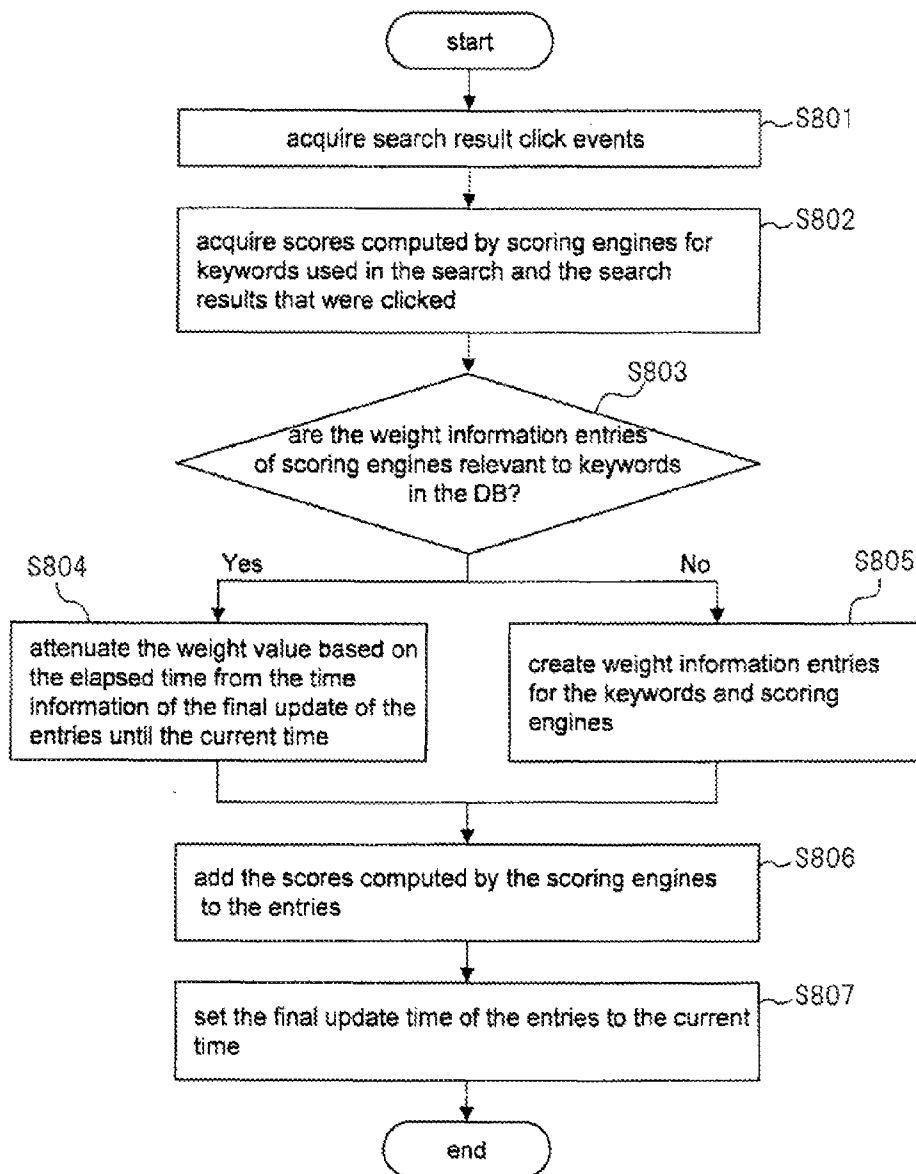 start
S801
acquire search result click events
S802
acquire scores computed by scoring engines for
keywords used in the search and the search
results that were clicked
S803
are the weight information entries
of scoring engines relevant to keywords
in the DB?
Yes
No
S804
S805
attenuate the weight value based on
the elapsed time from the time
information of the final update of the
entries until the current time
create weight information entries
for the keywords and scoring
engines
S806
add the scores computed by the scoring engines
to the entries
S807
set the final update time of the entries to the current
time
end